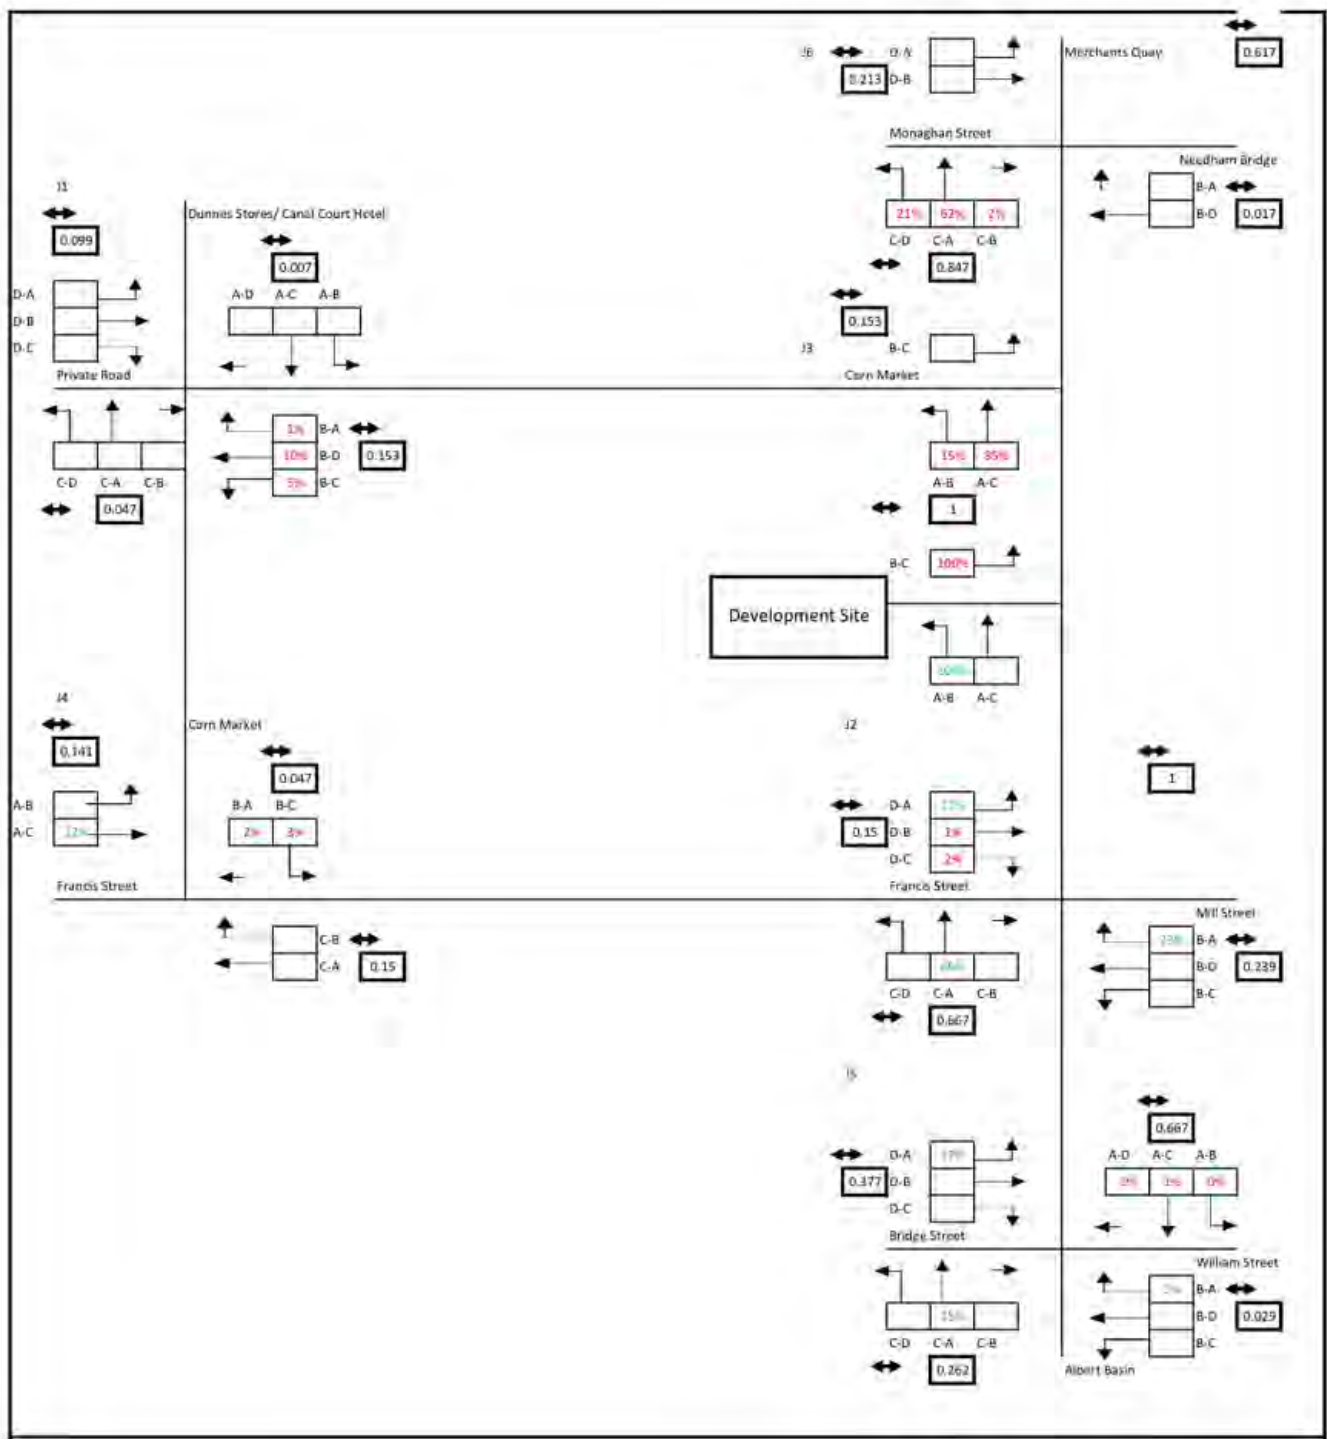 J6
D-A
0.213
D-B
Merchants Quay
0.617
Monaghan Street
Needham Bridge
B-A
B-D
0.017
21% 62% 2%
C-D C-A C-B
0.847
J1
0.099
Dunnes Stores/ Canal Court Hotel
0.007
D-A
D-B
D-C
A-D A-C A-B
Private Road
0.153
J3
B-C
Corn Market
1% B-A
10% B-D
5% B-C
0.153
C-D C-A C-B
0.047
15% 85%
A-B A-C
1
B-C 100%
Development Site
A-B A-C
J4
0.141
Corn Market
0.047
A-B
A-C 12%
B-A B-C
2% 3%
Francis Street
J2
1
D-A 12%
0.15 D-B 1%
D-C 2%
Francis Street
Mill Street
C-B
C-A
0.15
C-D C-A C-B
0.667
23% B-A
B-D
B-C
0.239
J5
0.667
A-D A-C A-B
1% 0%
D-A
0.377 D-B
D-C
Bridge Street
William Street
15%
C-D C-A C-B
0.262
B-A
B-D
B-C
0.029
Albert Basin